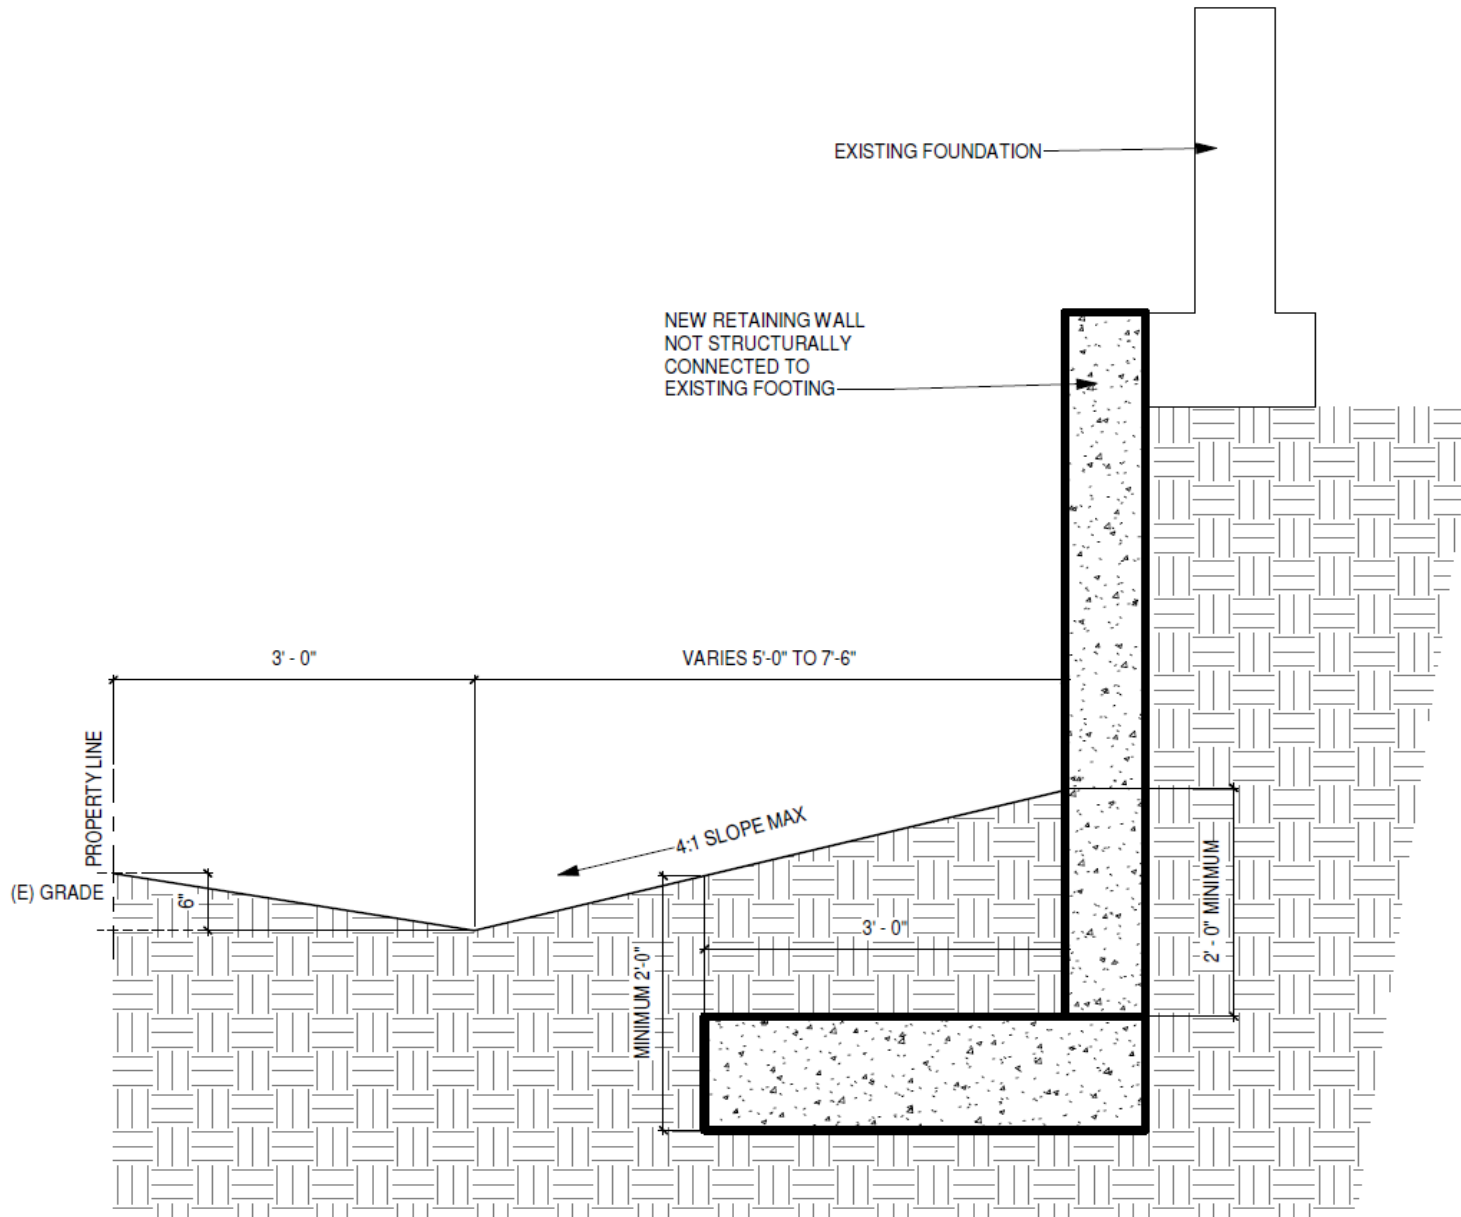 EXISTING FOUNDATION
NEW RETAINING WALL
NOT STRUCTURALLY
CONNECTED TO
EXISTING FOOTING
3' - 0"
VARIES 5'-0" TO 7'-6"
PROPERTY LINE
4:1 SLOPE MAX
(E) GRADE
6"
3' - 0"
MINIMUM 2'-0"
2' - 0" MINIMUM